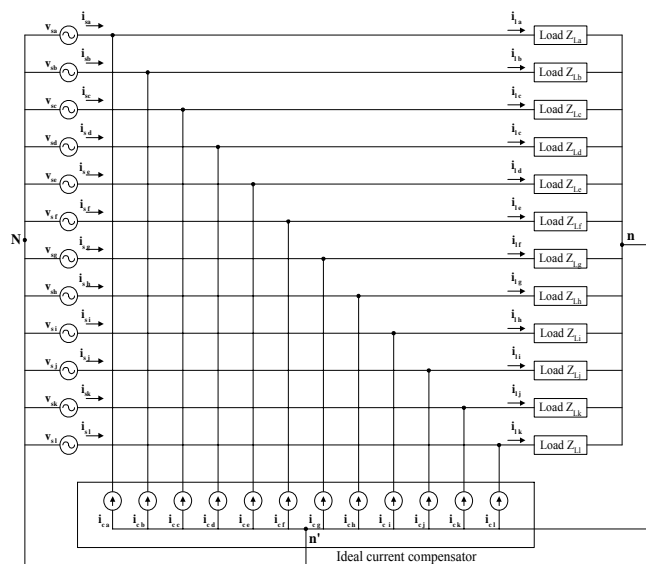 v_sa i_sa i_la Load Z_La
v_sb i_sb i_lb Load Z_Lb
v_sc i_sc i_lc Load Z_Lc
v_sd i_sd i_lc Load Z_Ld
v_se i_sg i_ld Load Z_Le
v_sf i_sf i_le Load Z_Lf
N n
v_sg i_sg i_lf Load Z_Lg
v_sh i_sh i_lg Load Z_Lh
v_si i_si i_lh Load Z_Li
v_sj i_sj i_li Load Z_Lj
v_sk i_sk i_lj Load Z_Lk
v_sl i_sl i_lk Load Z_Ll
i_ca i_cb i_cc i_cd i_ce i_cf i_cg i_ch i_ci i_cj i_ck i_cl
n'
Ideal current compensator